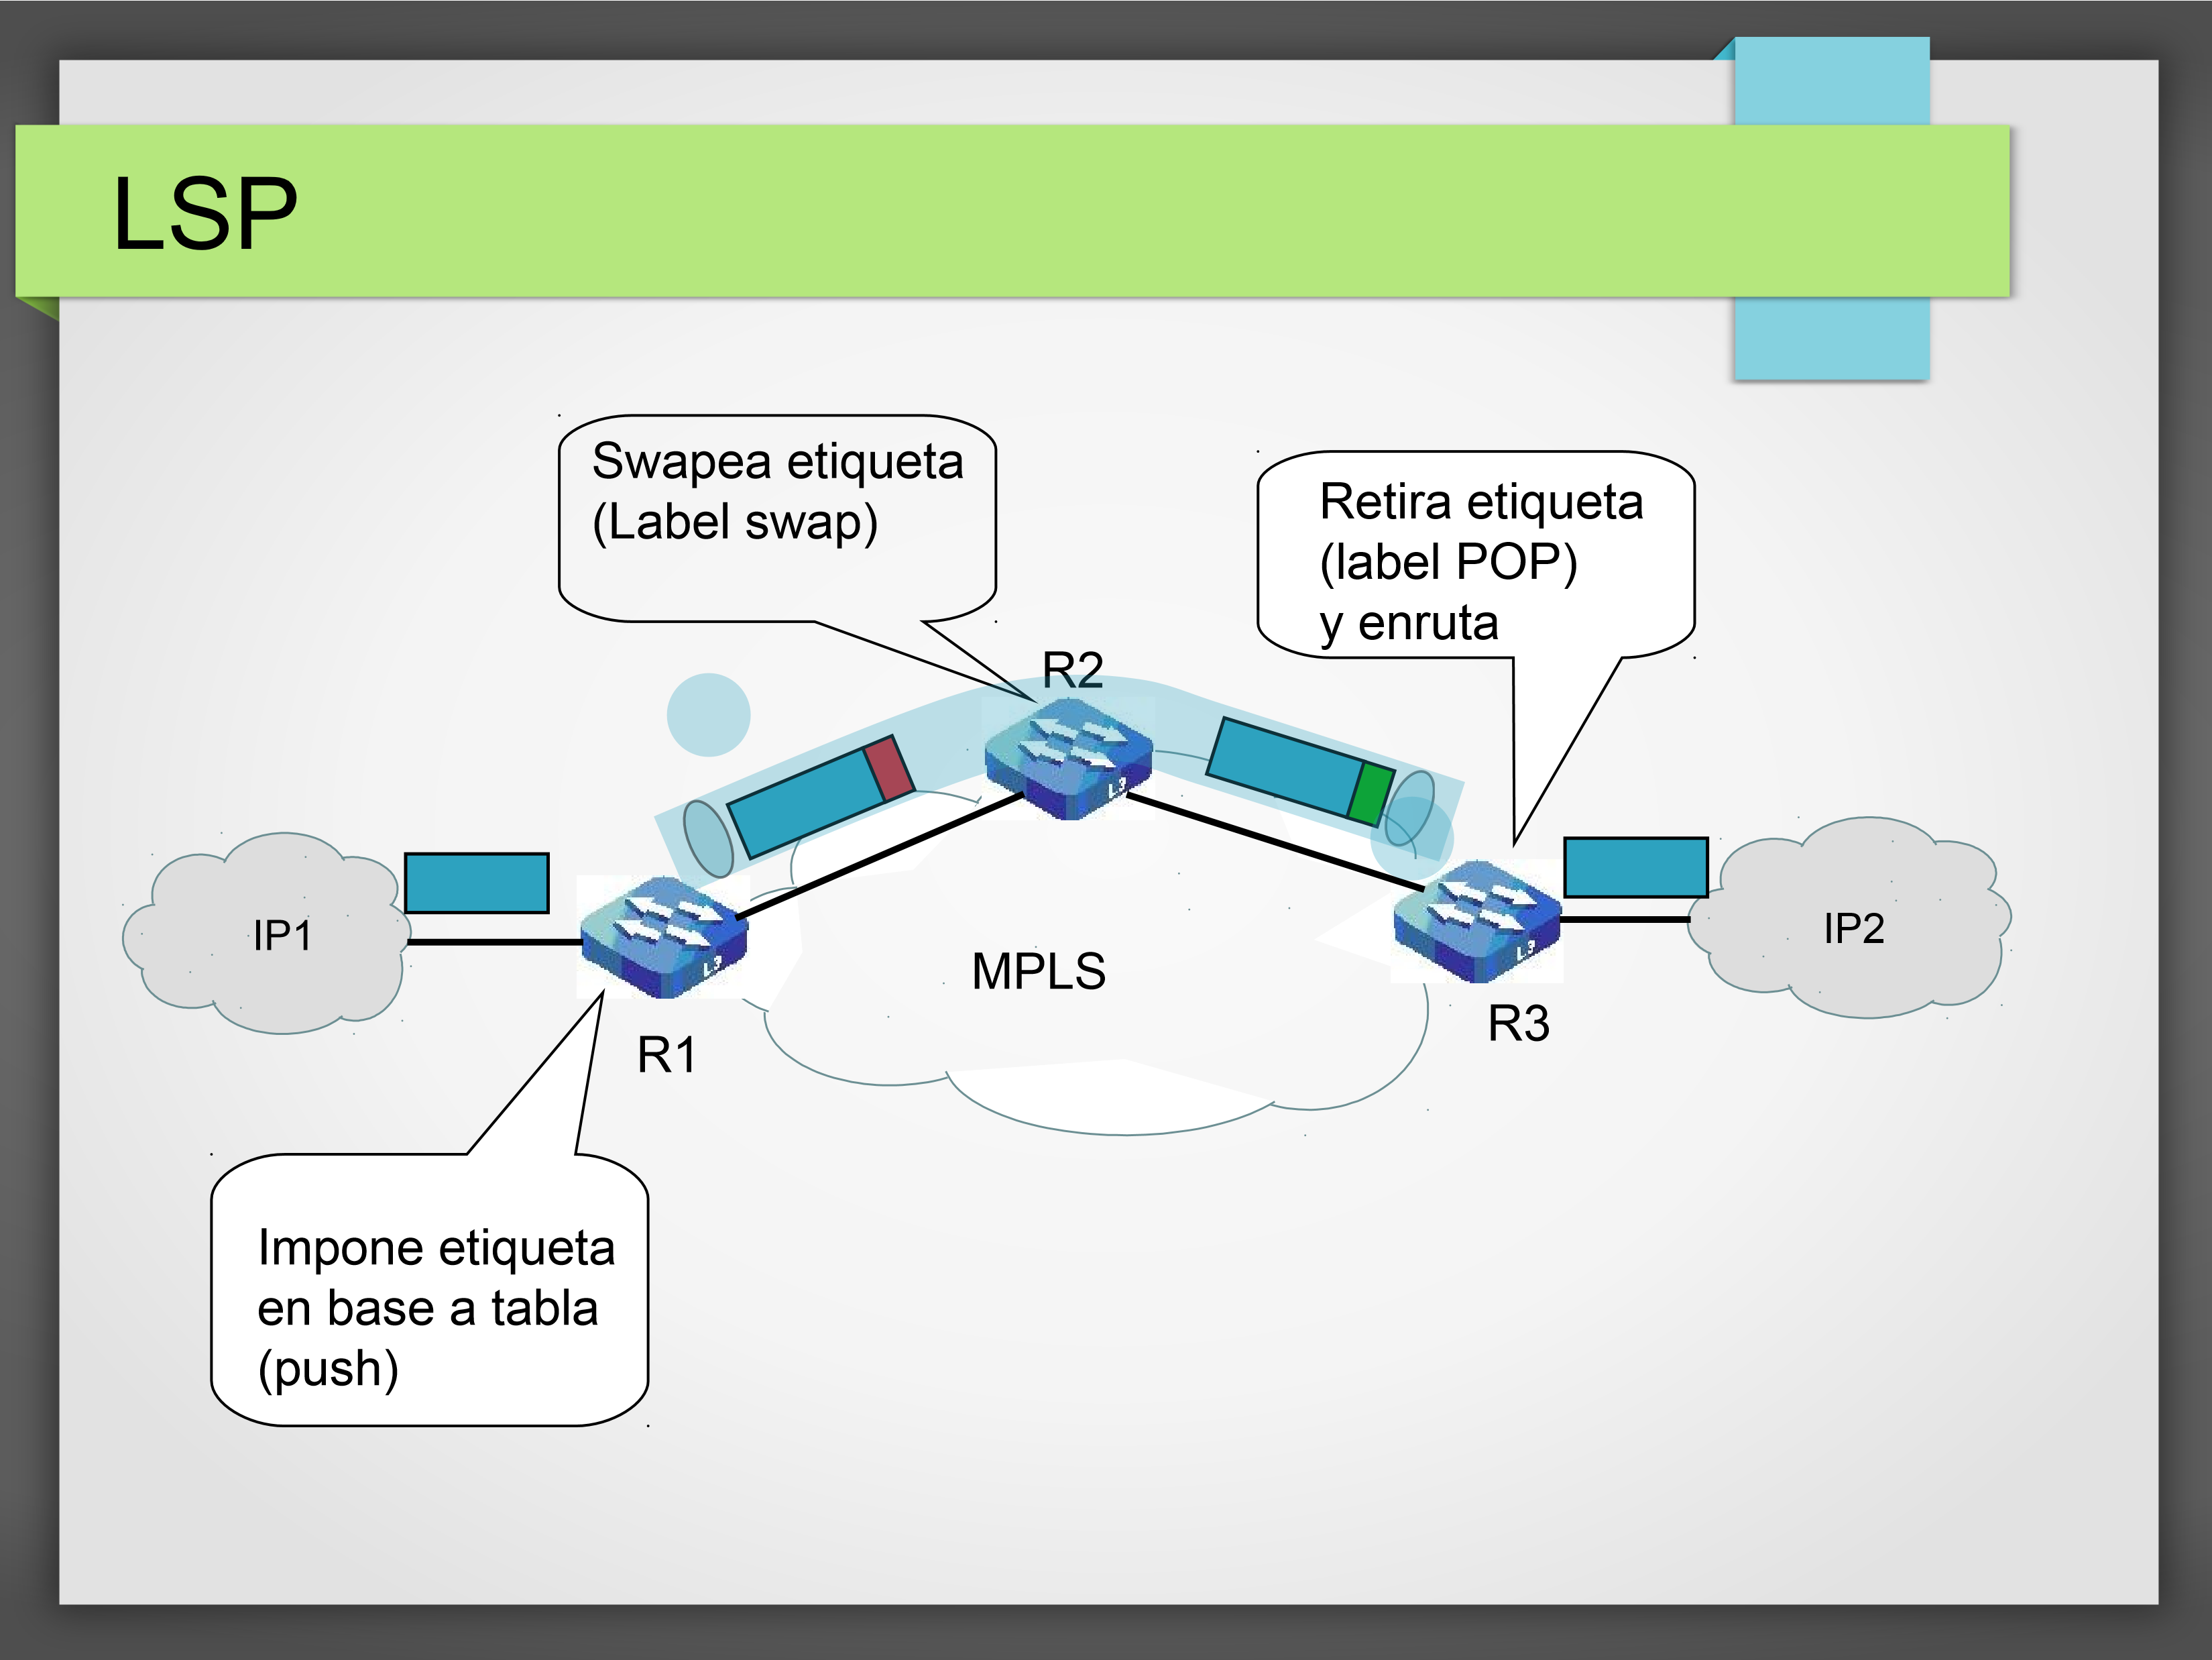 LSP
Swapea etiqueta
(Label swap)
Retira etiqueta
(label POP)
y enruta
R2
IP1
IP2
MPLS
R1
R3
Impone etiqueta
en base a tabla
(push)